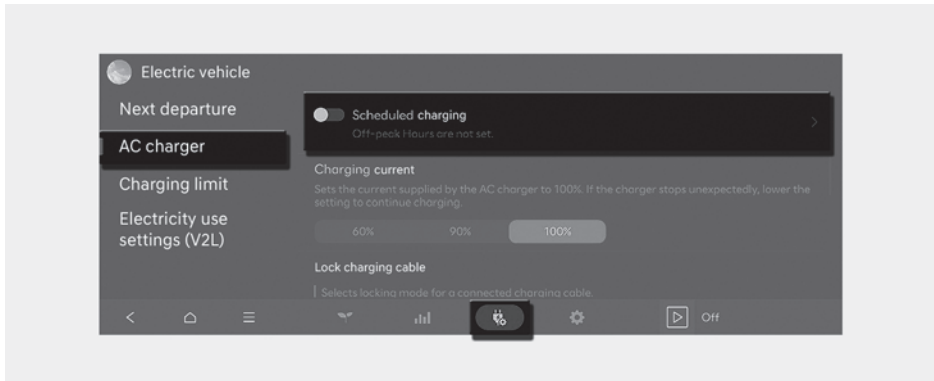 Electric vehicle
Next departure
AC charger
Charging limit
Electricity use
settings (V2L)
Scheduled charging
Off-peak Hours are not set.
Charging current
Sets the current supplied by the AC charger to 100%. If the charger stops unexpectedly, lower the
setting to continue charging.
60% 90% 100%
Lock charging cable
Selects locking mode for a connected charging cable.
Off